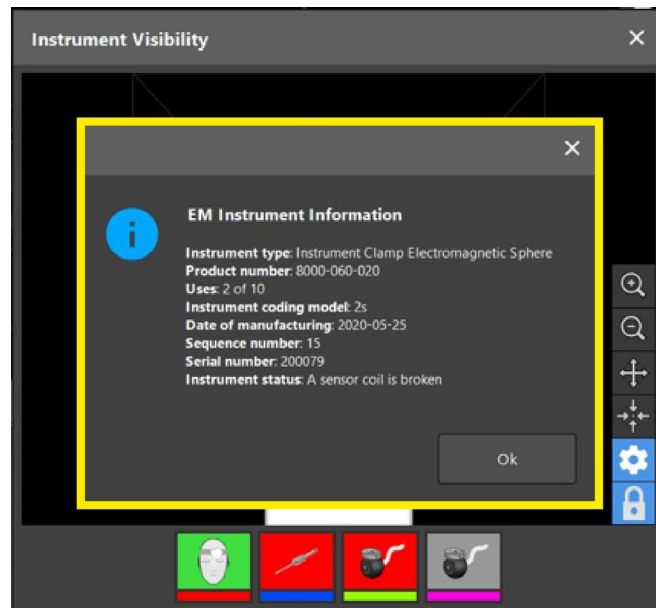 Instrument Visibility
EM Instrument Information
Instrument type: Instrument Clamp Electromagnetic Sphere
Product number: 8000-060-020
Uses: 2 of 10
Instrument coding model: 2s
Date of manufacturing: 2020-05-25
Sequence number: 15
Serial number: 200079
Instrument status: A sensor coil is broken
Ok